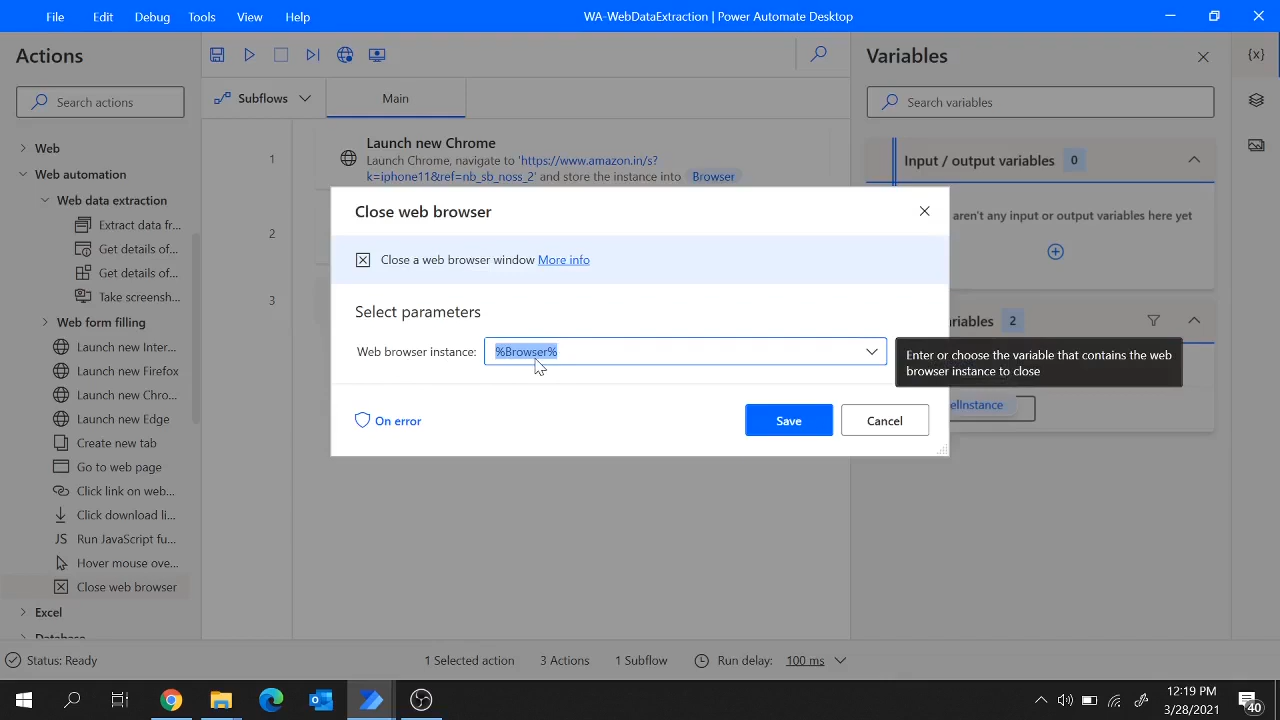 File Edit Debug Tools View Help
WA-WebDataExtraction | Power Automate Desktop
Actions
Search actions
Web
Web automation
Web data extraction
Extract data fr...
Get details of...
Get details of...
Take screensh...
Web form filling
Launch new Inter...
Launch new Firefox
Launch new Chro...
Launch new Edge
Create new tab
Go to web page
Click link on web...
Click download li...
JS Run JavaScript fu...
Hover mouse ove...
Close web browser
Excel
Database
Subflows
Main
1
Launch new Chrome
Launch Chrome, navigate to 'https://www.amazon.in/s?
k=iphone11&ref=nb_sb_noss_2' and store the instance into Browser
2
3
Close web browser
Close a web browser window More info
Select parameters
Web browser instance: %Browser%
On error
Save
Cancel
Enter or choose the variable that contains the web
browser instance to close
Variables
{x}
Search variables
Input / output variables 0
aren't any input or output variables here yet
riables 2
elInstance
Status: Ready
1 Selected action
3 Actions
1 Subflow
Run delay: 100 ms
12:19 PM
3/28/2021
40